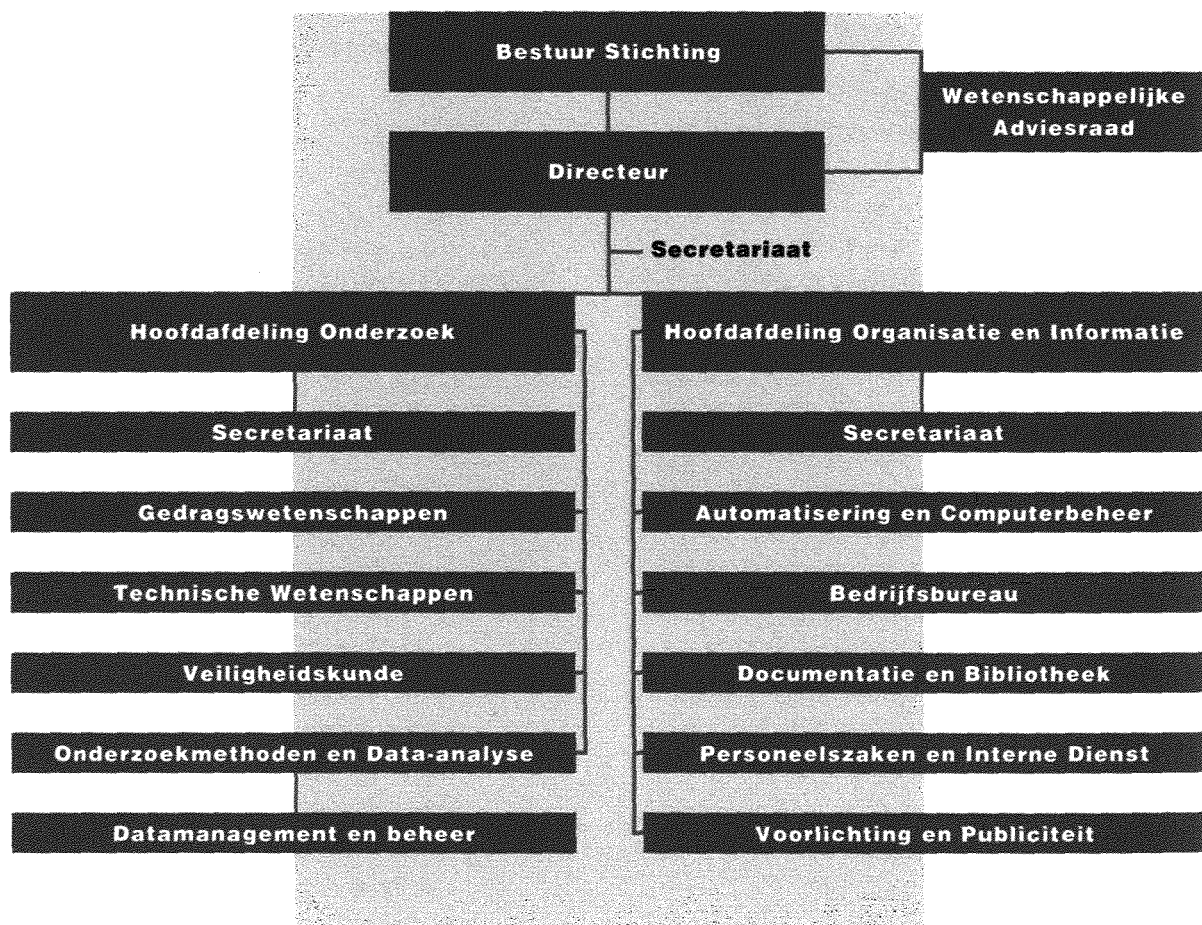 Bestuur Stichting
Wetenschappelijke
Adviesraad
Directeur
Secretariaat
Hoofdafdeling Onderzoek
Secretariaat
Gedragswetenschappen
Technische Wetenschappen
Veiligheidskunde
Onderzoekmethoden en Data-analyse
Datamanagement en beheer
Hoofdafdeling Organisatie en Informatie
Secretariaat
Automatisering en Computerbeheer
Bedrijfsbureau
Documentatie en Bibliotheek
Personeelszaken en Interne Dienst
Voorlichting en Publiciteit